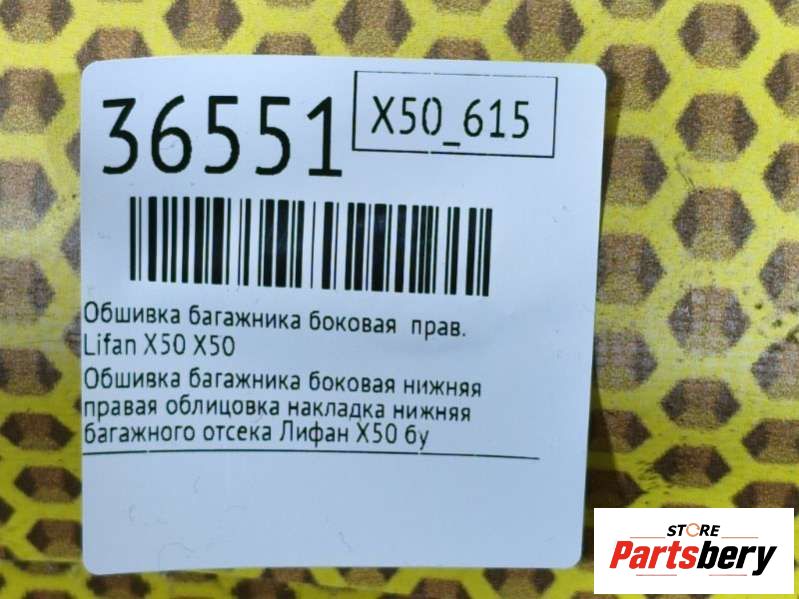 36551
X50_615
Обшивка багажника боковая прав.
Lifan X50 X50
Обшивка багажника боковая нижняя
правая облицовка накладка нижняя
багажного отсека Лифан X50 бу
STORE
Partsbery